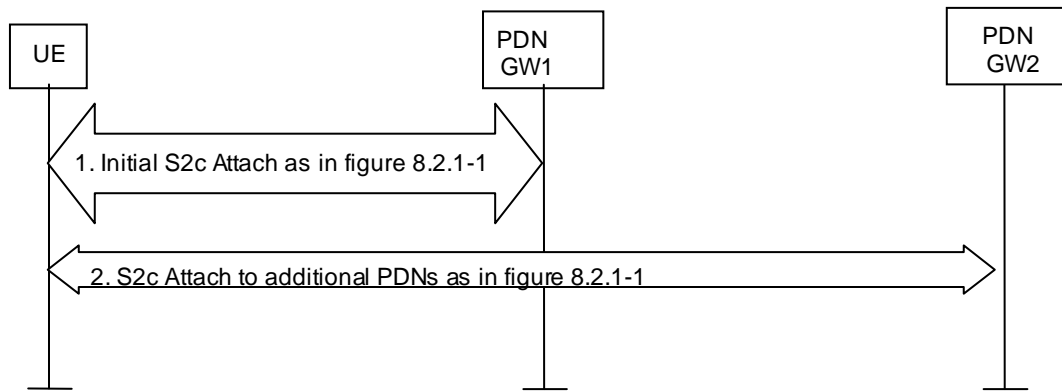 UE
PDN
GW1
PDN
GW2
1. Initial S2c Attach as in figure 8.2.1-1
2. S2c Attach to additional PDNs as in figure 8.2.1-1